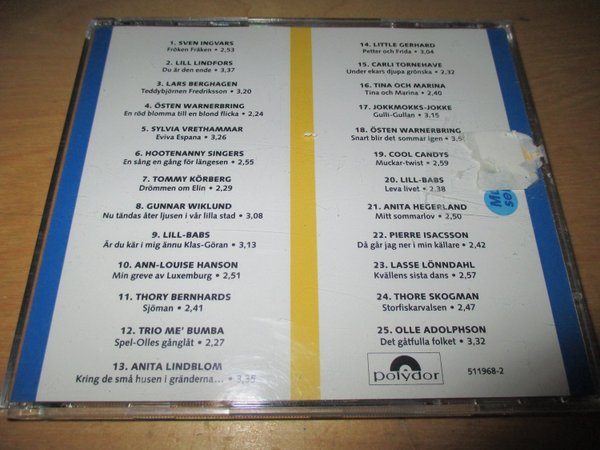 1. SVEN INGVARS
Fröken Fråken • 2,53
2. LILL LINDFORS
Du är den ende • 3,37
3. LARS BERGHAGEN
Teddybjörnen Fredriksson • 3,20
4. ÖSTEN WARNERBRING
En röd blomma till en blond flicka • 2,24
5. SYLVIA VRETHAMMAR
Eviva Espana • 3,26
6. HOOTENANNY SINGERS
En sång en gång för längesen • 2,55
7. TOMMY KÖRBERG
Drömmen om Elin • 2,29
8. GUNNAR WIKLUND
Nu tändas åter ljusen i vår lilla stad • 3,08
9. LILL-BABS
Är du kär i mig ännu Klas-Göran • 3,13
10. ANN-LOUISE HANSON
Min greve av Luxemburg • 2,51
11. THORY BERNHARDS
Sjöman • 2,41
12. TRIO ME' BUMBA
Spel-Olles gånglåt • 2,27
13. ANITA LINDBLOM
Kring de små husen i gränderna... •
14. LITTLE GERHARD
Petter och Frida • 3,04
15. CARLI TORNEHAVE
Under ekars djupa grönska • 2,32
16. TINA OCH MARINA
Tina och Marina • 2,40
17. JOKKMOKKS-JOKKE
Gulli-Gullan • 3,15
18. ÖSTEN WARNERBRING
Snart blir det sommar igen •
19. COOL CANDYS
Muckar-twist • 2,59
20. LILL-BABS
Leva livet • 2,38
21. ANITA HEGERLAND
Mitt sommarlov • 2,50
22. PIERRE ISACSSON
Då går jag ner i min källare • 2,42
23. LASSE LÖNNDAHL
Kvällens sista dans • 2,57
24. THORE SKOGMAN
Storfiskarvalsen • 2,47
25. OLLE ADOLPHSON
Det gåtfulla folket • 3,32
polydor
511968-2